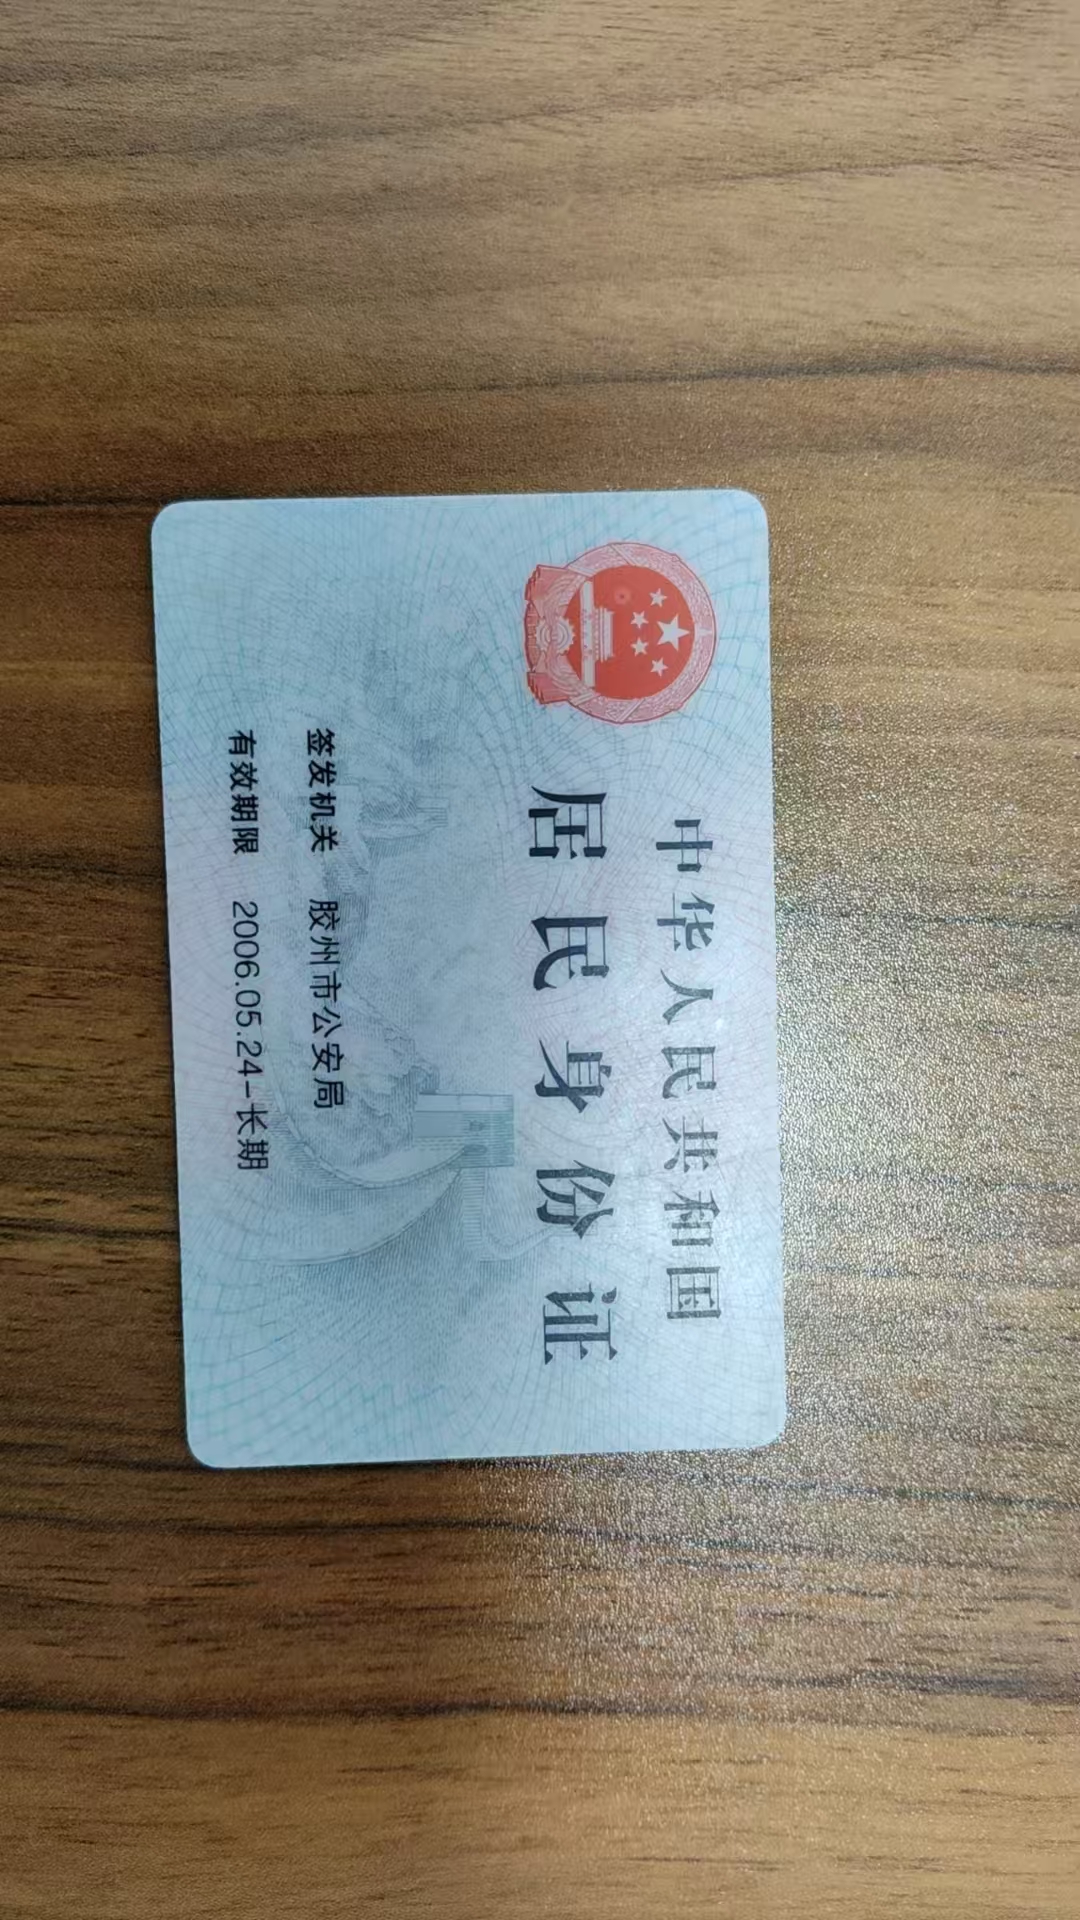 中华人民共和国
居民身份证
签发机关 胶州市公安局
有效期限 2006.05.24-长期